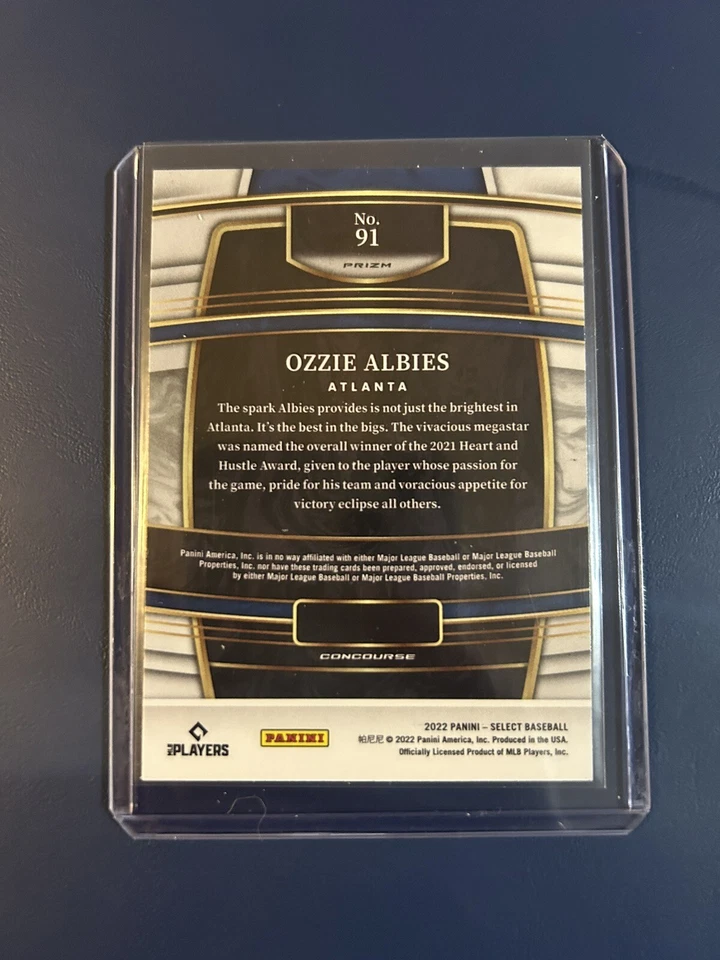 No.
91
PRIZM
OZZIE ALBIES
ATLANTA
The spark Albies provides is not just the brightest in
Atlanta. It's the best in the bigs. The vivacious megastar
was named the overall winner of the 2021 Heart and
Hustle Award, given to the player whose passion for
the game, pride for his team and voracious appetite for
victory eclipse all others.
Panini America, Inc. is in no way affiliated with either Major League Baseball or Major League Baseball
Properties, Inc. nor have these trading cards been prepared, approved, endorsed, or licensed
by either Major League Baseball or Major League Baseball Properties, Inc.
CONCOURSE
MLB PLAYERS
PANINI
2022 PANINI – SELECT BASEBALL
帕尼尼 © 2022 Panini America, Inc. Produced in the USA.
Officially Licensed Product of MLB Players, Inc.